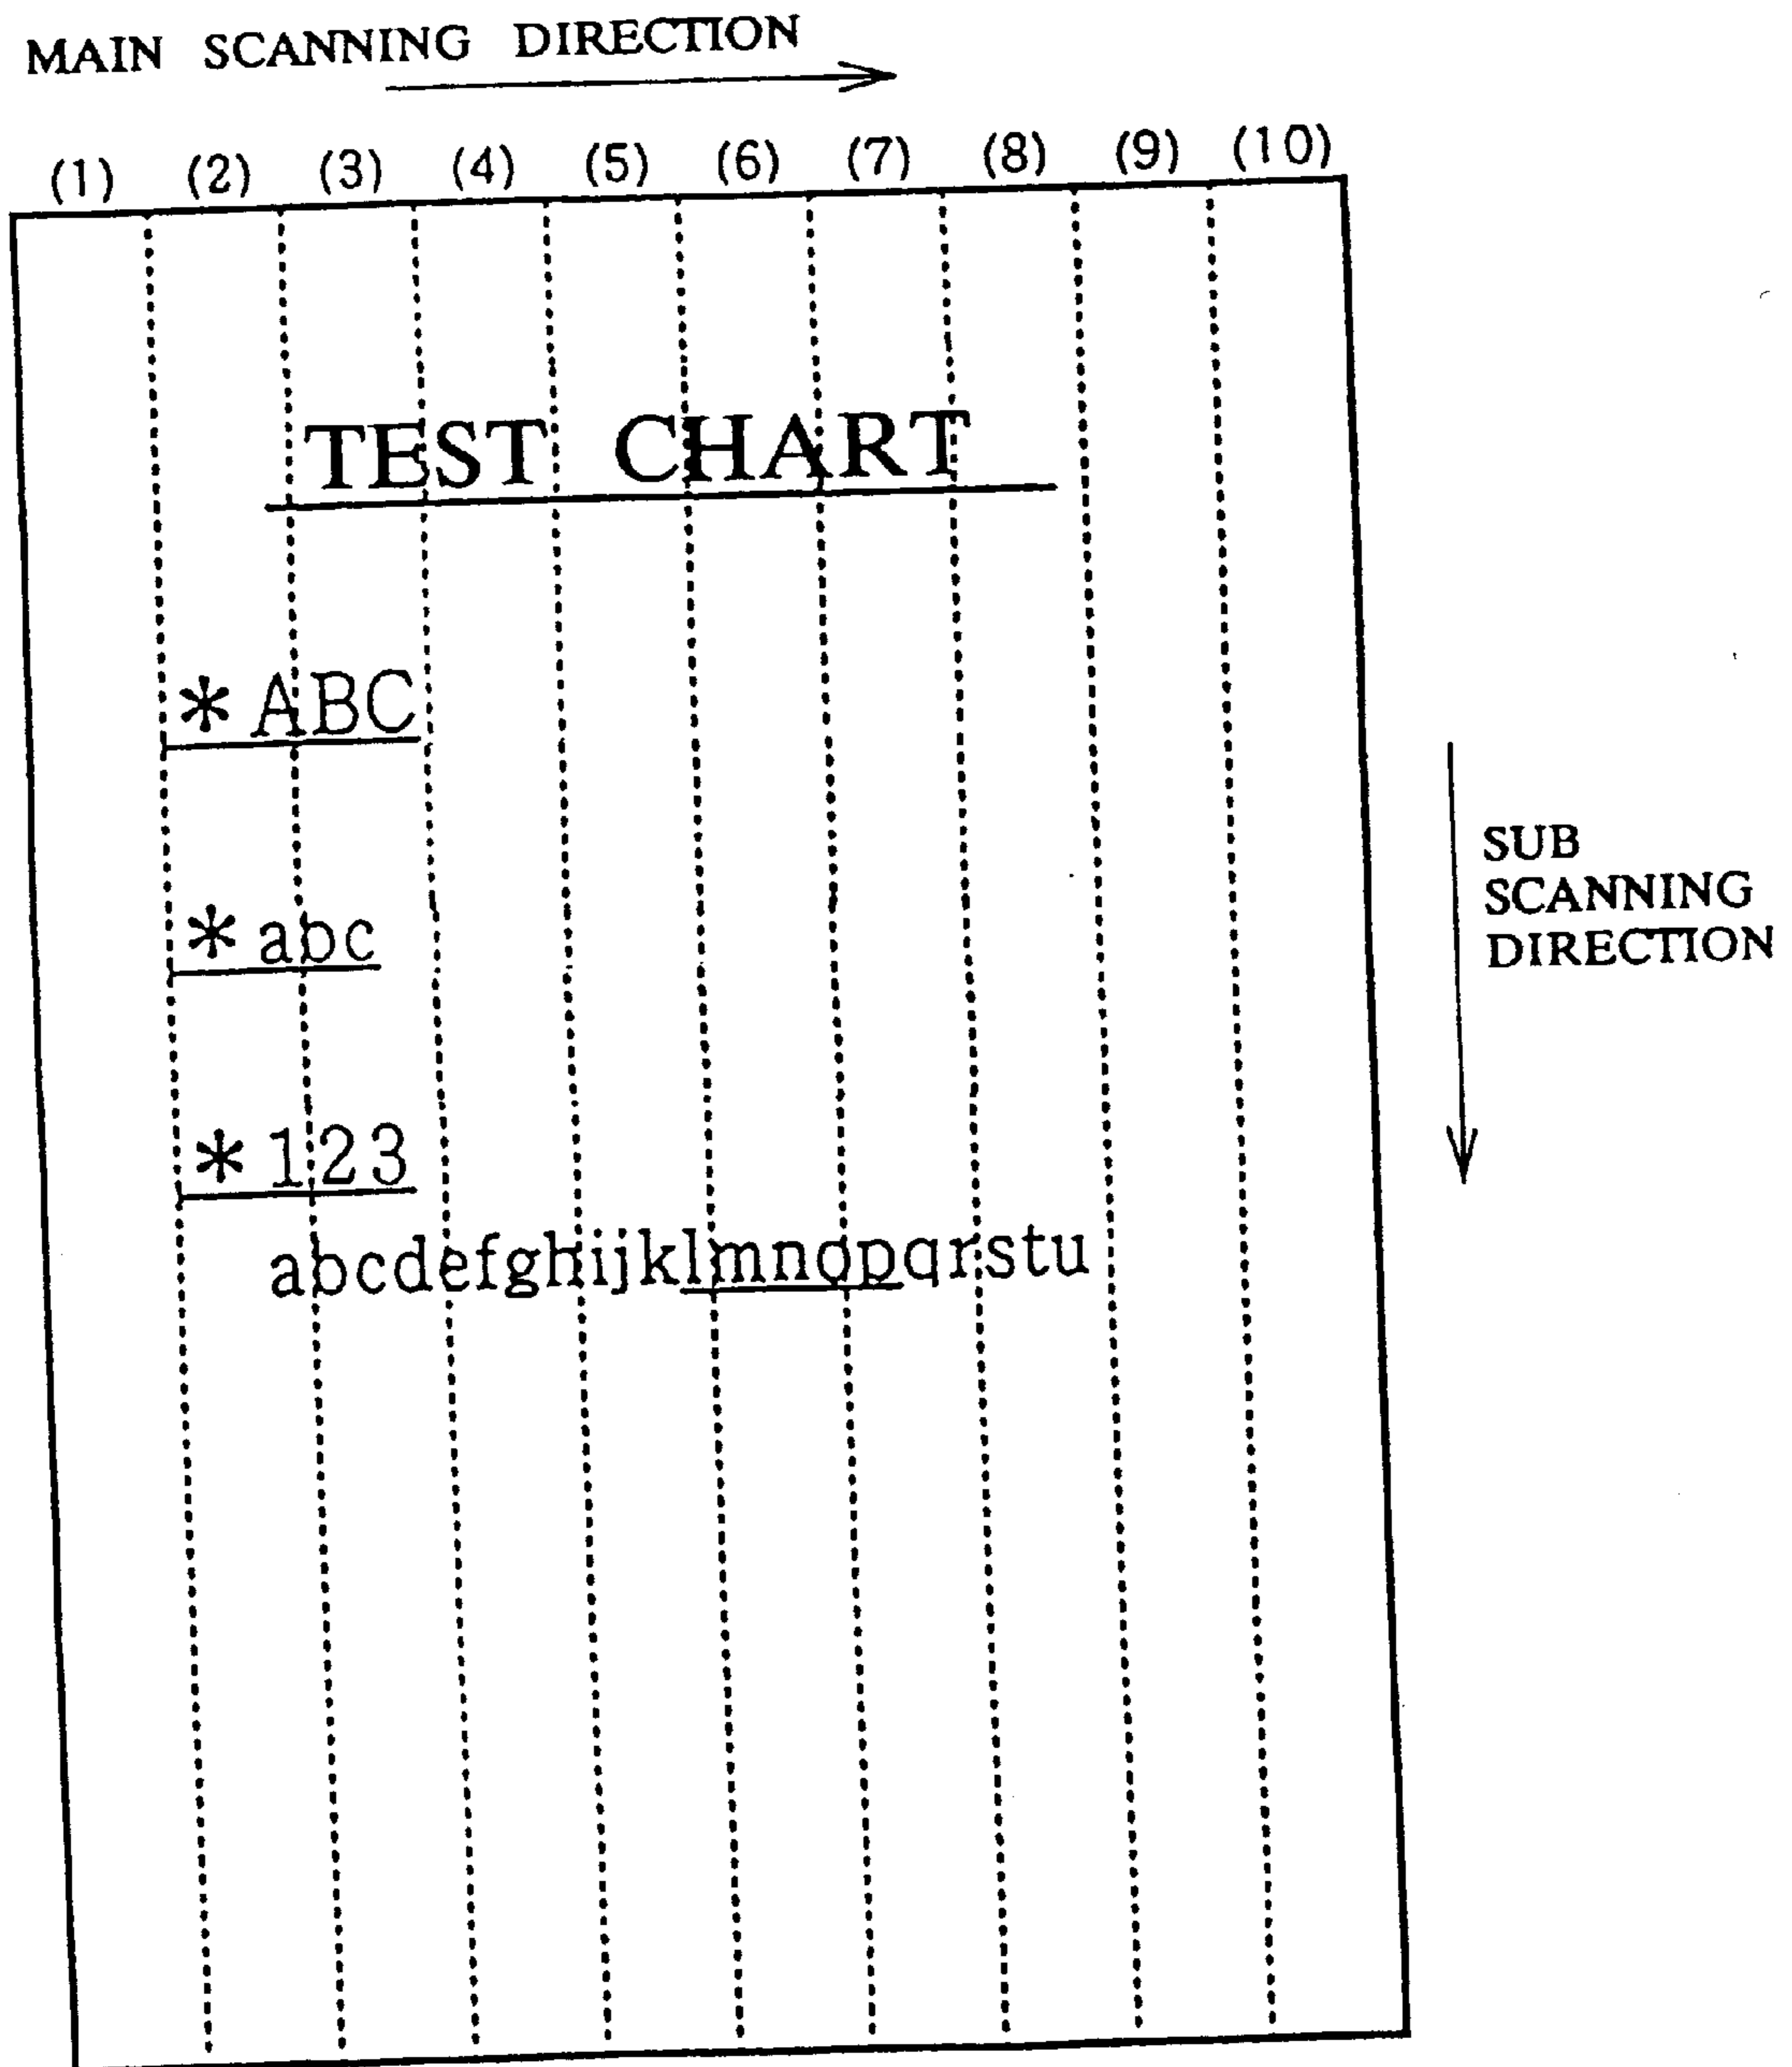 MAIN SCANNING DIRECTION
(1) (2) (3) (4) (5) (6) (7) (8) (9) (10)
TEST CHART
* ABC
* abc
* 123
abcdefghijklmnopqrstu
SUB
SCANNING
DIRECTION